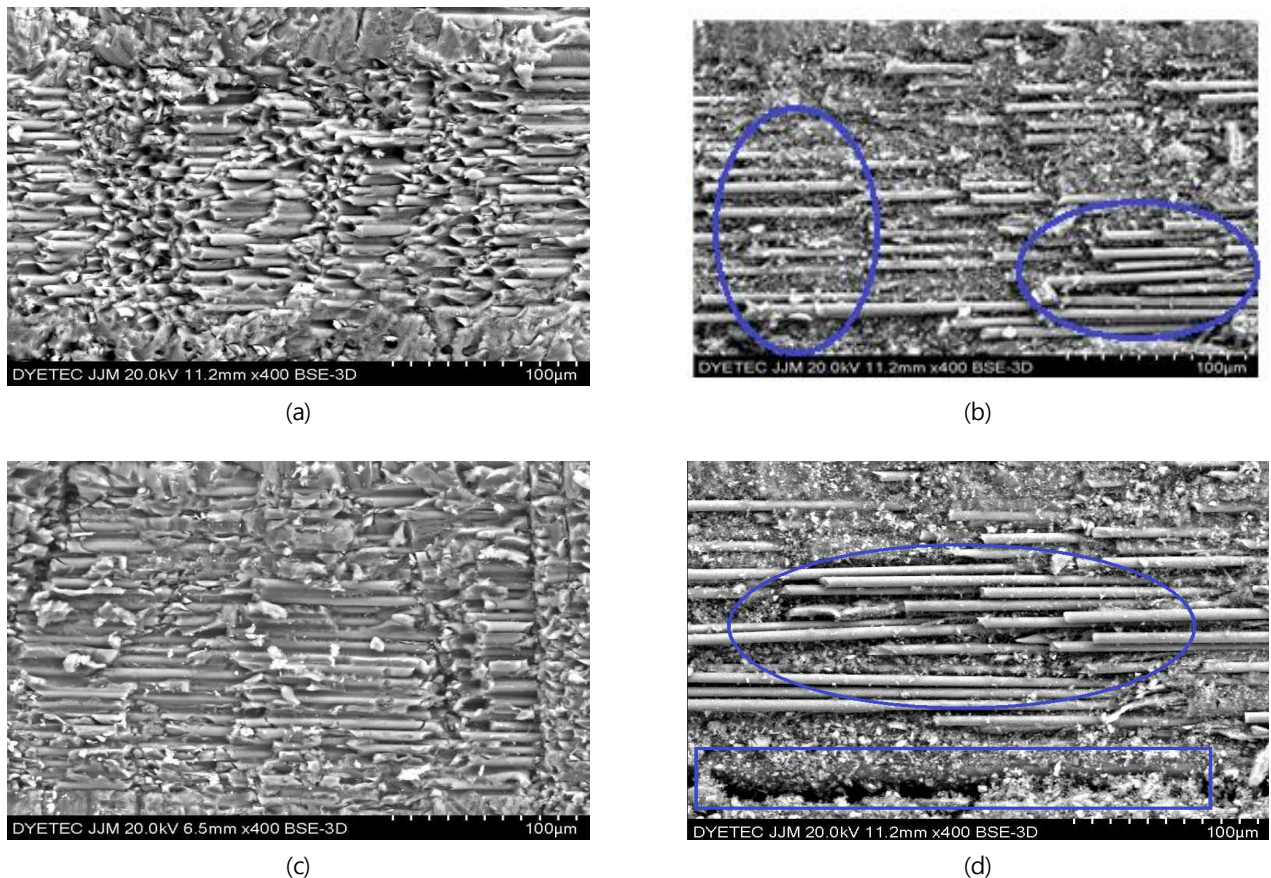 DYETEC JJM 20.0kV 11.2mm x400 BSE-3D 100µm
(a)
DYETEC JJM 20.0kV 11.2mm x400 BSE-3D 100µm
(b)
DYETEC JJM 20.0kV 6.5mm x400 BSE-3D 100µm
(c)
DYETEC JJM 20.0kV 11.2mm x400 BSE-3D 100µm
(d)